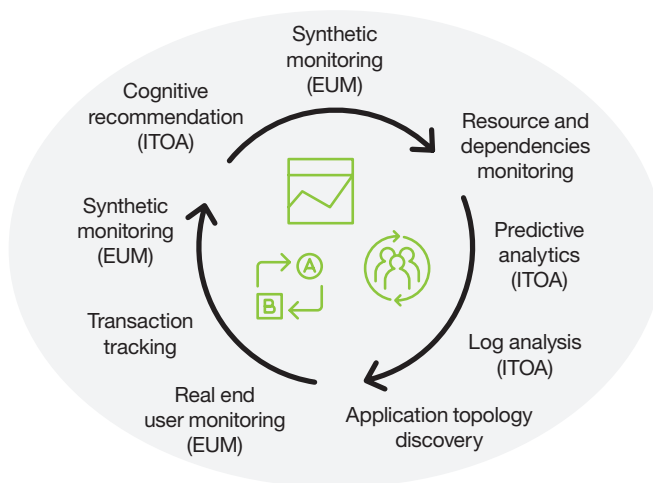 Synthetic
monitoring
(EUM)
Resource and
dependencies
monitoring
Predictive
analytics
(ITOA)
Log analysis
(ITOA)
Application topology
discovery
Real end
user monitoring
(EUM)
Transaction
tracking
Synthetic
monitoring
(EUM)
Cognitive
recommendation
(ITOA)
A
B